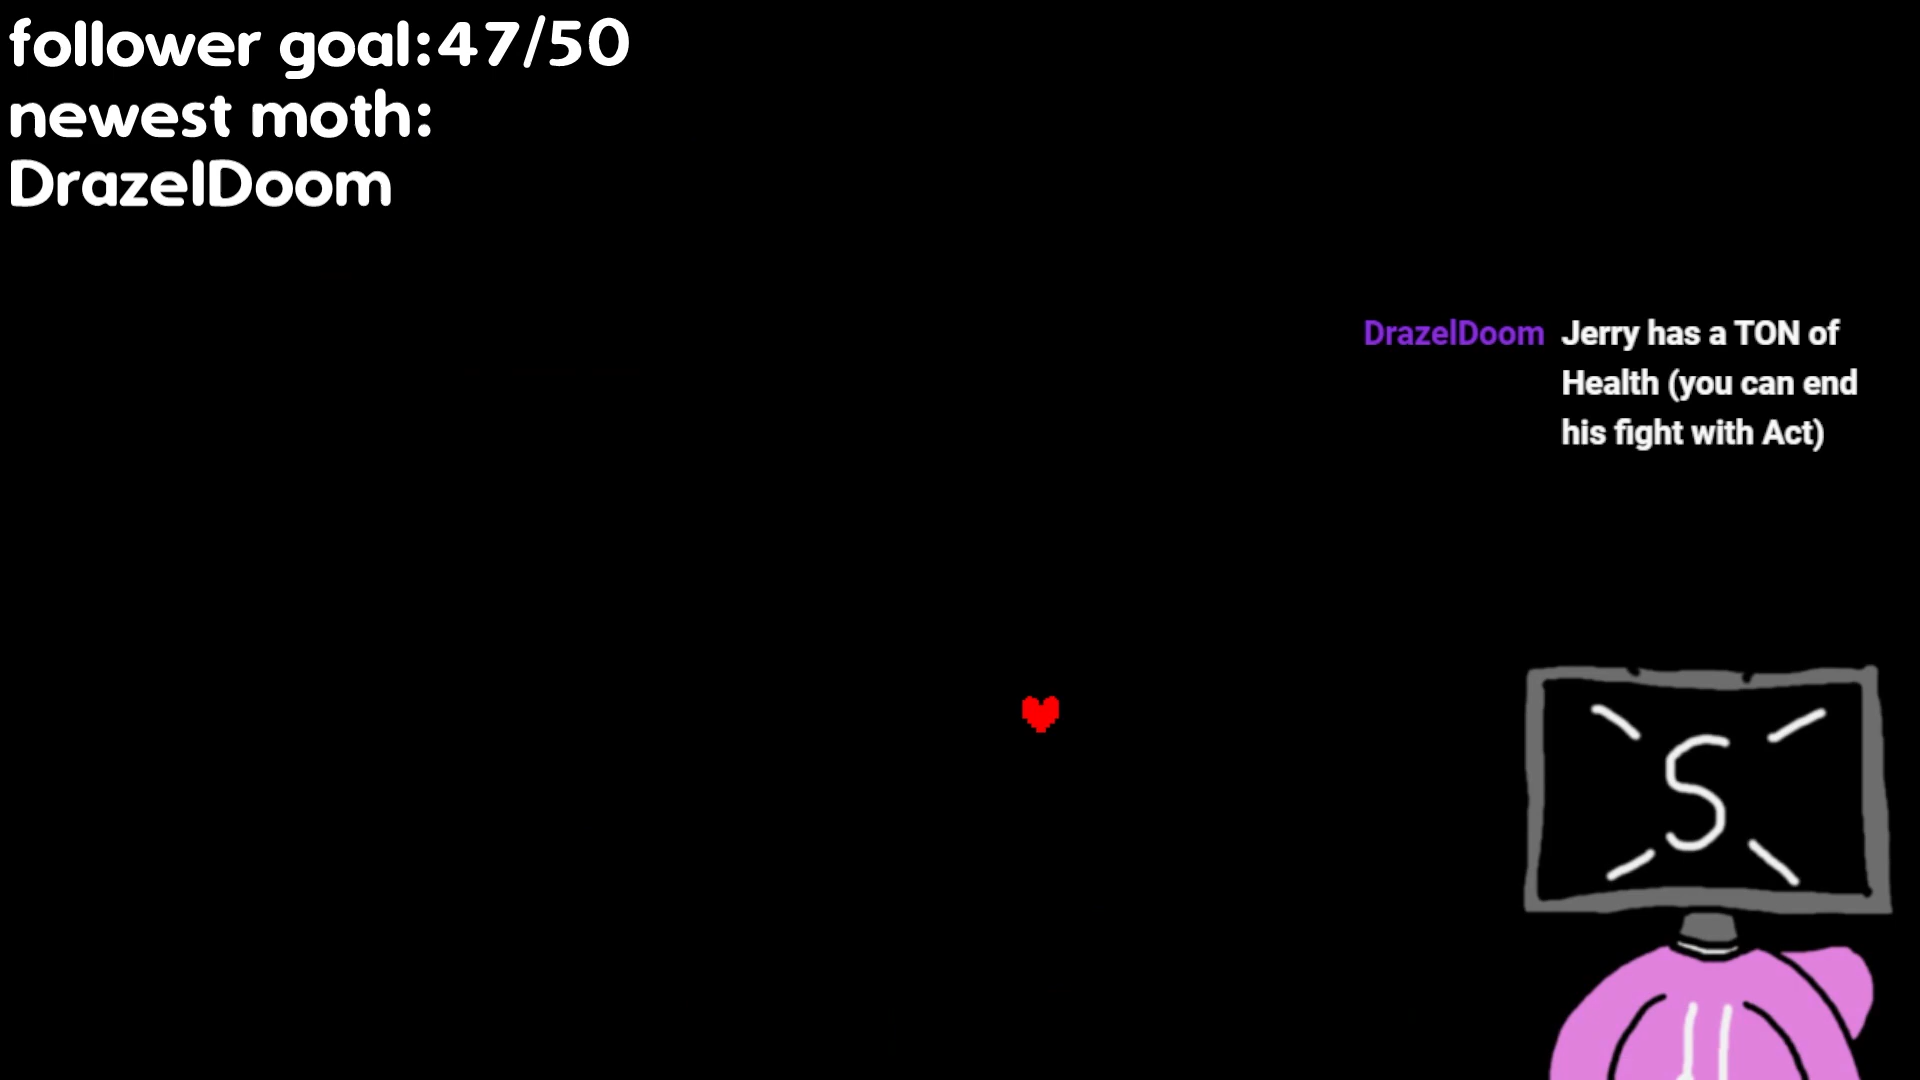 follower goal:47/50
newest moth:
DrazelDoom
DrazelDoom Jerry has a TON of
Health (you can end
his fight with Act)
S